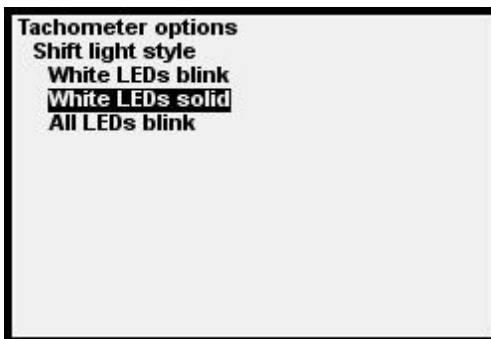 Tachometer options
Shift light style
White LEDs blink
White LEDs solid
All LEDs blink